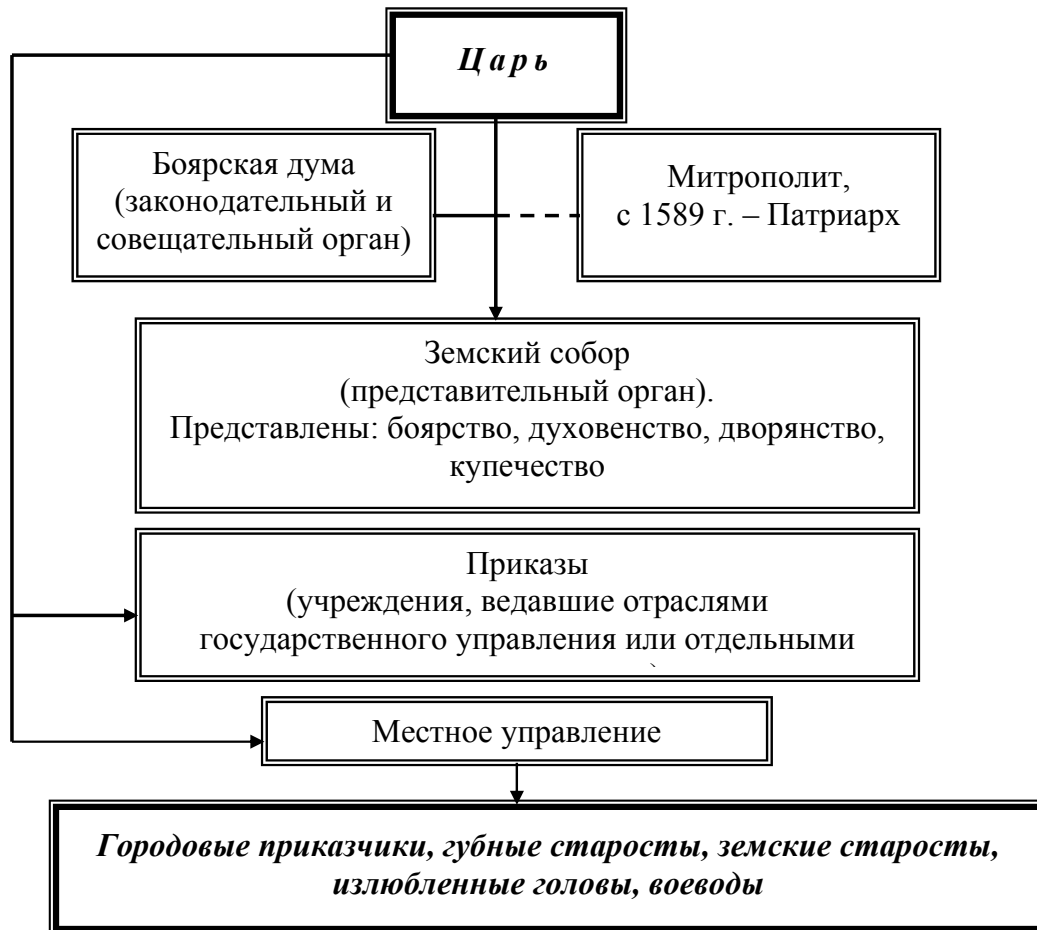 Царь
Боярская дума
(законодательный и
совещательный орган)
Митрополит,
с 1589 г. – Патриарх
Земский собор
(представительный орган).
Представлены: боярство, духовенство, дворянство,
купечество
Приказы
(учреждения, ведавшие отраслями
государственного управления или отдельными
Местное управление
Городовые приказчики, губные старосты, земские старосты,
излюбленные головы, воеводы